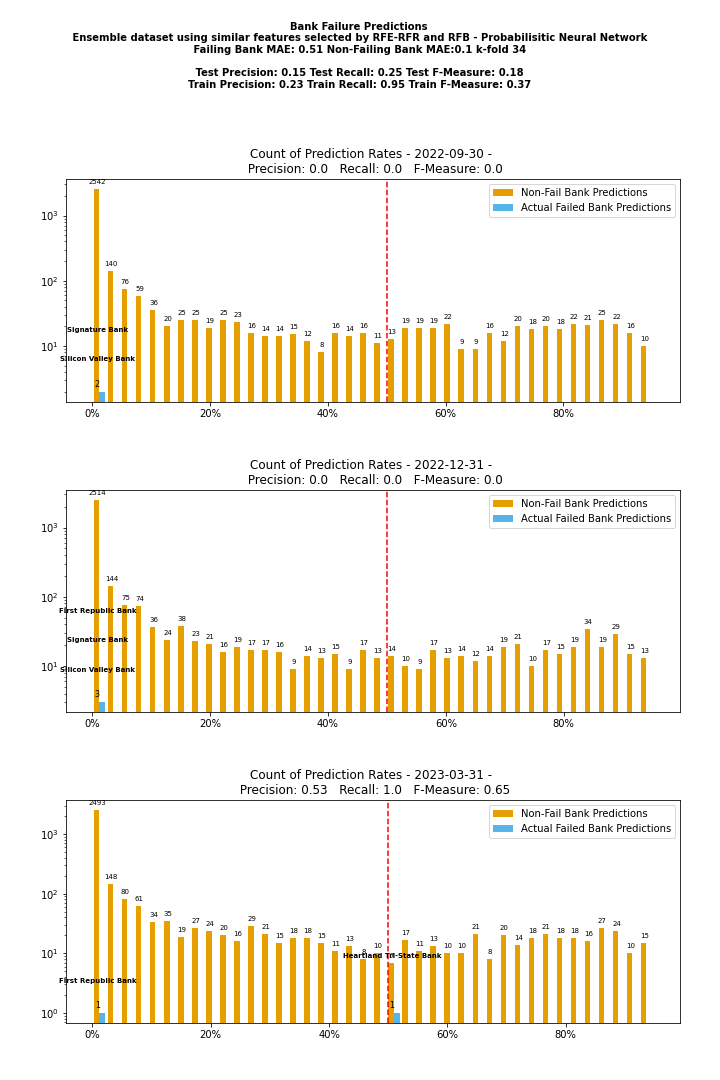 Bank Failure Predictions
Ensemble dataset using similar features selected by RFE-RFR and RFB - Probabilisitic Neural Network
Failing Bank MAE: 0.51 Non-Failing Bank MAE:0.1 k-fold 34
Test Precision: 0.15 Test Recall: 0.25 Test F-Measure: 0.18
Train Precision: 0.23 Train Recall: 0.95 Train F-Measure: 0.37
Count of Prediction Rates - 2022-09-30 -
Precision: 0.0 Recall: 0.0 F-Measure: 0.0
Non-Fail Bank Predictions
Actual Failed Bank Predictions
10³
10²
10¹
2542 140 76 59 36 20 25 25 19 25 23 16 14 14 15 12 8 16 14 16 11 13 19 19 19 22 9 9 16 12 20 18 20 18 22 21 25 22 16 10
Signature Bank
Silicon Valley Bank
2
0% 20% 40% 60% 80%
Count of Prediction Rates - 2022-12-31 -
Precision: 0.0 Recall: 0.0 F-Measure: 0.0
Non-Fail Bank Predictions
Actual Failed Bank Predictions
10³
10²
10¹
2514 144 75 74 36 24 38 23 21 16 19 17 17 16 9 14 13 15 9 17 13 14 10 9 17 13 14 12 14 19 21 10 17 15 19 34 19 29 15 13
First Republic Bank
Signature Bank
Silicon Valley Bank
3
0% 20% 40% 60% 80%
Count of Prediction Rates - 2023-03-31 -
Precision: 0.53 Recall: 1.0 F-Measure: 0.65
Non-Fail Bank Predictions
Actual Failed Bank Predictions
10³
10²
10¹
10⁰
2493 148 80 61 34 35 19 27 24 20 16 29 21 15 18 18 15 11 13 8 10 17 11 13 10 10 21 8 20 14 18 21 18 18 16 27 24 10 15
Heartland Tri-State Bank
First Republic Bank
1 1
0% 20% 40% 60% 80%